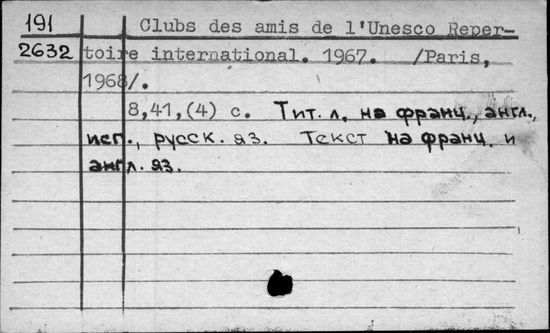 191 Clubs des amis de l'Unesco Reper-
2632 toire international. 1967. /Paris,
1968/.
8,41,(4) с. Тит. л. на франц., англ.,
исп., русск. яз. Текст на франц. и
англ. яз.